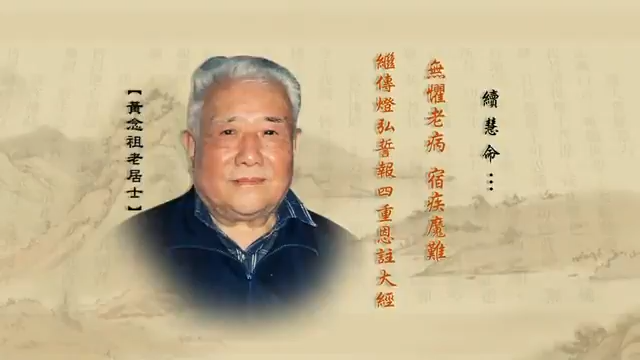 續慧命…
無懼老病 宿疾魔難
繼傳燈弘誓報四重恩註大經
【黃念祖老居士】